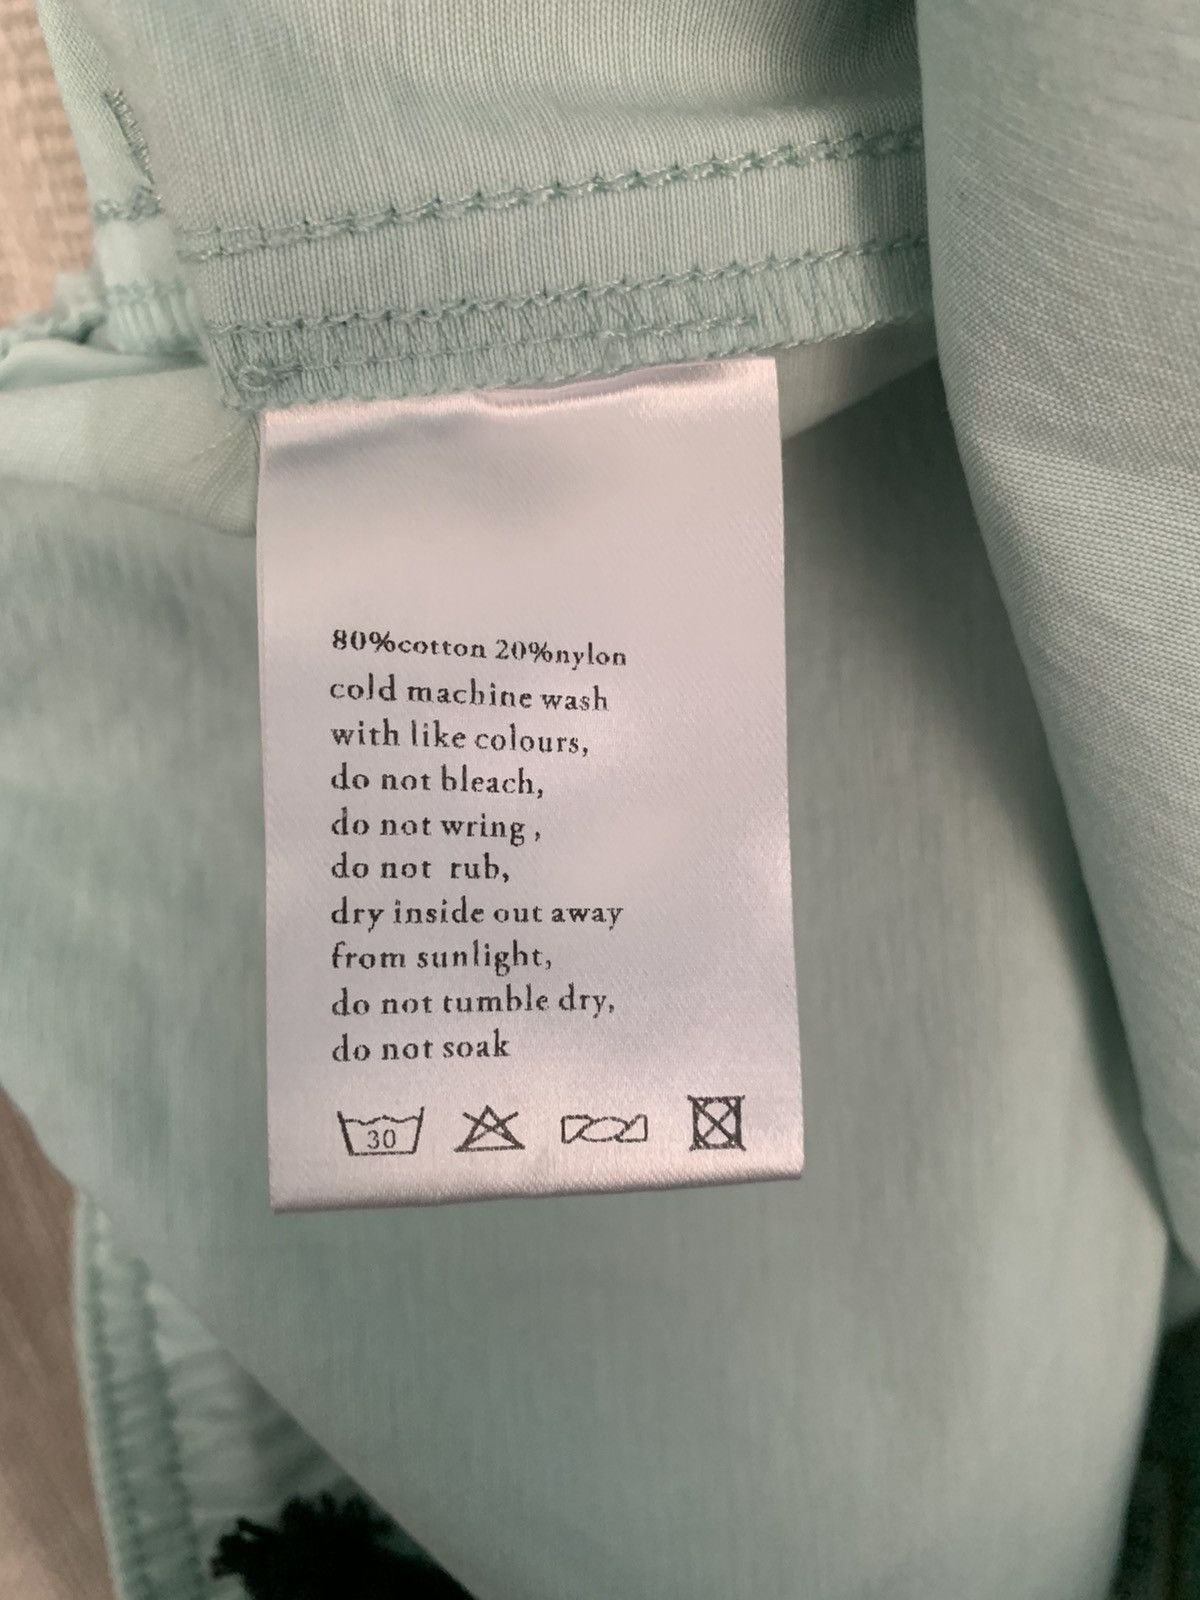 80%cotton 20%nylon
cold machine wash
with like colours,
do not bleach,
do not wring ,
do not rub,
dry inside out away
from sunlight,
do not tumble dry,
do not soak
30